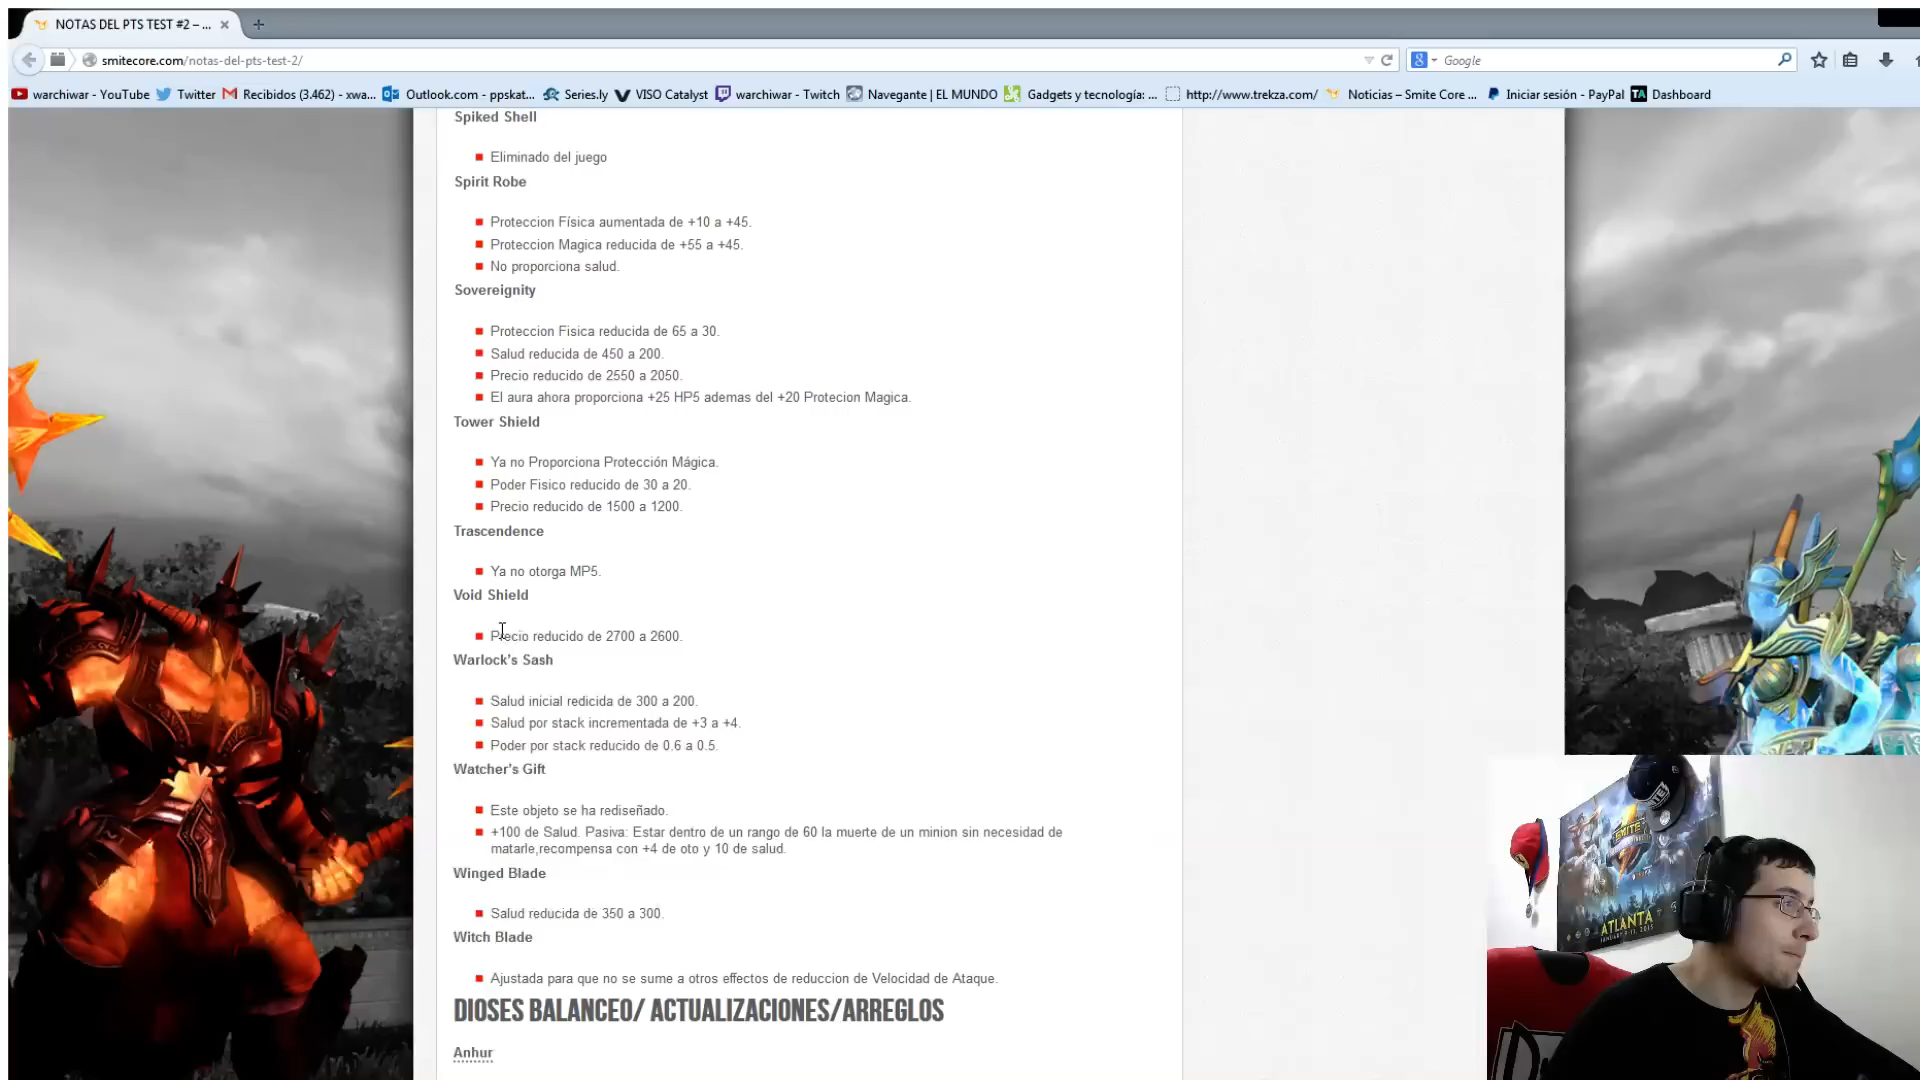 NOTAS DEL PTS TEST #2 – ...
smitecore.com/notas-del-pts-test-2/
Google
warchiwar - YouTube
Twitter
Recibidos (3.462) - xwa...
Outlook.com - ppskat...
Series.ly
VISO Catalyst
warchiwar - Twitch
Navegante | EL MUNDO
Gadgets y tecnología: ...
http://www.trekza.com/
Noticias – Smite Core ...
Iniciar sesión - PayPal
TA Dashboard
Spiked Shell
Eliminado del juego
Spirit Robe
Proteccion Física aumentada de +10 a +45.
Proteccion Magica reducida de +55 a +45.
No proporciona salud.
Sovereignity
Proteccion Fisica reducida de 65 a 30.
Salud reducida de 450 a 200.
Precio reducido de 2550 a 2050.
El aura ahora proporciona +25 HP5 ademas del +20 Protecion Magica.
Tower Shield
Ya no Proporciona Protección Mágica.
Poder Fisico reducido de 30 a 20.
Precio reducido de 1500 a 1200.
Trascendence
Ya no otorga MP5.
Void Shield
Precio reducido de 2700 a 2600.
Warlock's Sash
Salud inicial redicida de 300 a 200.
Salud por stack incrementada de +3 a +4.
Poder por stack reducido de 0.6 a 0.5.
Watcher's Gift
Este objeto se ha rediseñado.
+100 de Salud. Pasiva: Estar dentro de un rango de 60 la muerte de un minion sin necesidad de
matarle,recompensa con +4 de oto y 10 de salud.
Winged Blade
Salud reducida de 350 a 300.
Witch Blade
Ajustada para que no se sume a otros effectos de reduccion de Velocidad de Ataque.
DIOSES BALANCEO/ ACTUALIZACIONES/ARREGLOS
Anhur
SMITE
ATLANTA
JANUARY 9-11, 2015